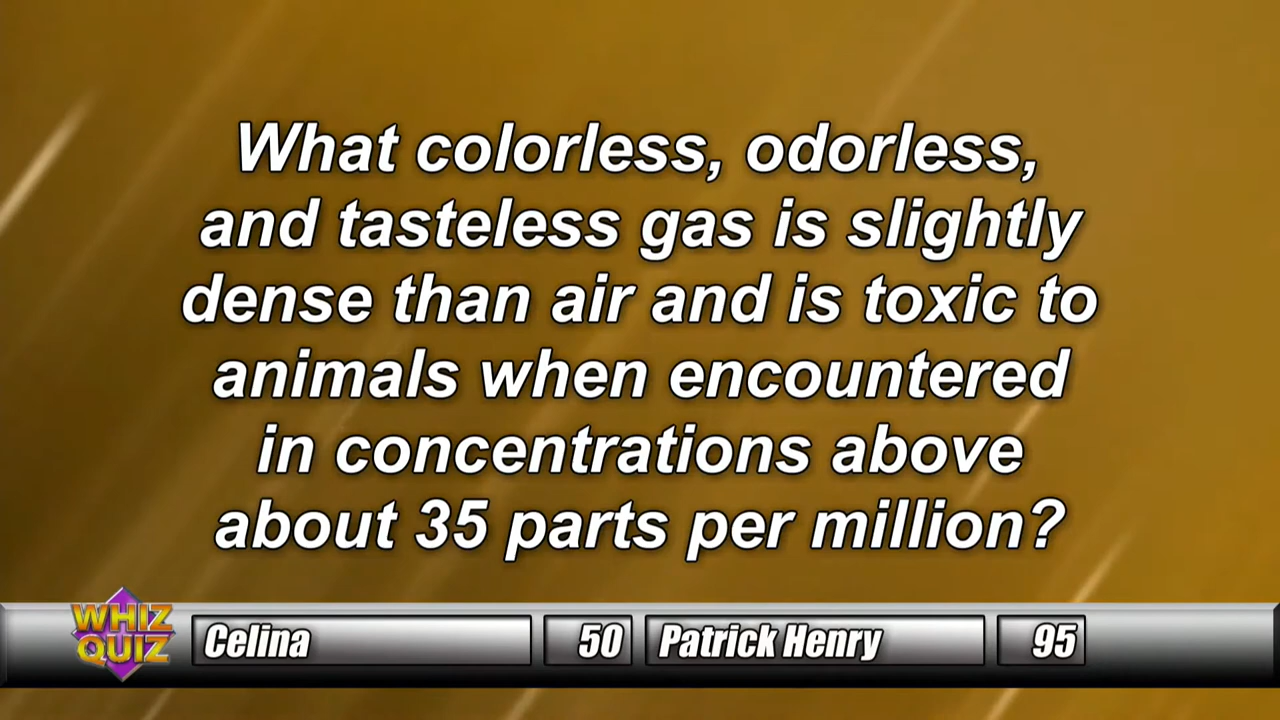 What colorless, odorless,
and tasteless gas is slightly
dense than air and is toxic to
animals when encountered
in concentrations above
about 35 parts per million?
WHIZ
QUIZ
Celina 50 Patrick Henry 95